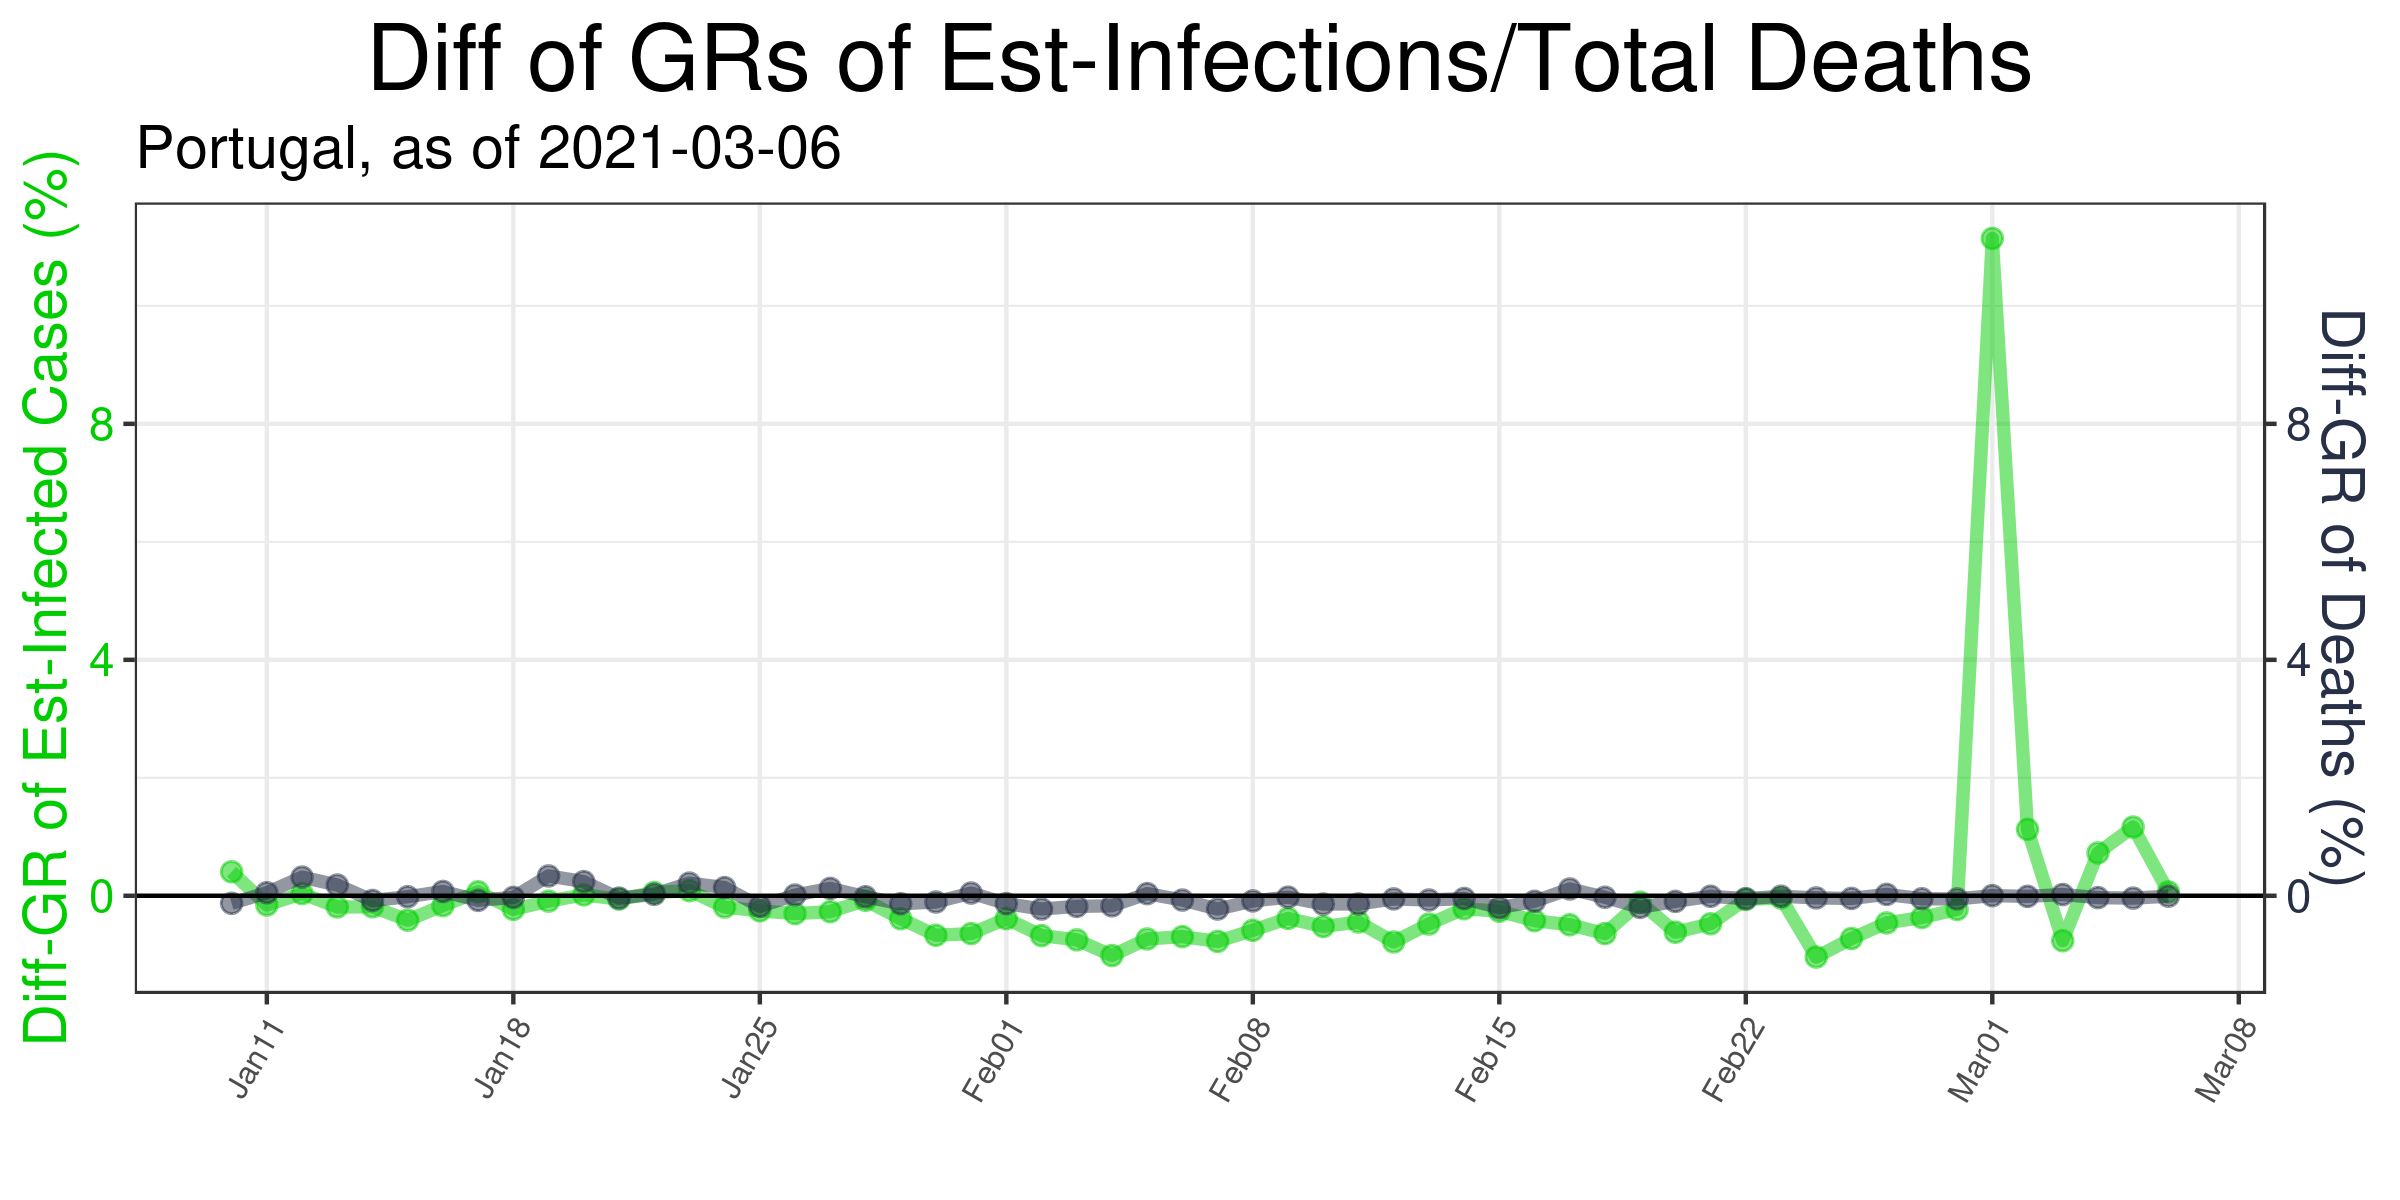 Diff of GRs of Est-Infections/Total Deaths
Portugal, as of 2021-03-06
Diff-GR of Est-Infected Cases (%)
8
4
0
8
4
0
Diff-GR of Deaths (%)
Jan11
Jan18
Jan25
Feb01
Feb08
Feb15
Feb22
Mar01
Mar08